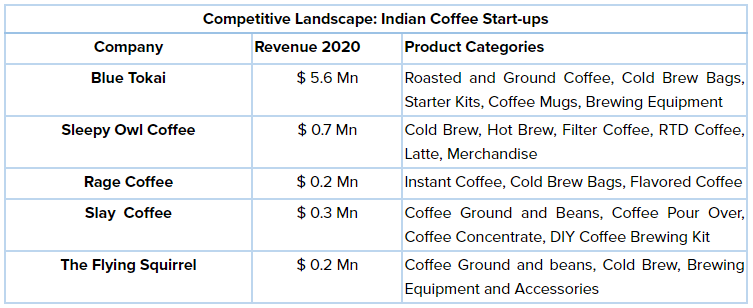 Competitive Landscape: Indian Coffee Start-ups
Company Revenue 2020 Product Categories
Blue Tokai $ 5.6 Mn Roasted and Ground Coffee, Cold Brew Bags,
Starter Kits, Coffee Mugs, Brewing Equipment
Sleepy Owl Coffee $ 0.7 Mn Cold Brew, Hot Brew, Filter Coffee, RTD Coffee,
Latte, Merchandise
Rage Coffee $ 0.2 Mn Instant Coffee, Cold Brew Bags, Flavored Coffee
Slay Coffee $ 0.3 Mn Coffee Ground and Beans, Coffee Pour Over,
Coffee Concentrate, DIY Coffee Brewing Kit
The Flying Squirrel $ 0.2 Mn Coffee Ground and beans, Cold Brew, Brewing
Equipment and Accessories